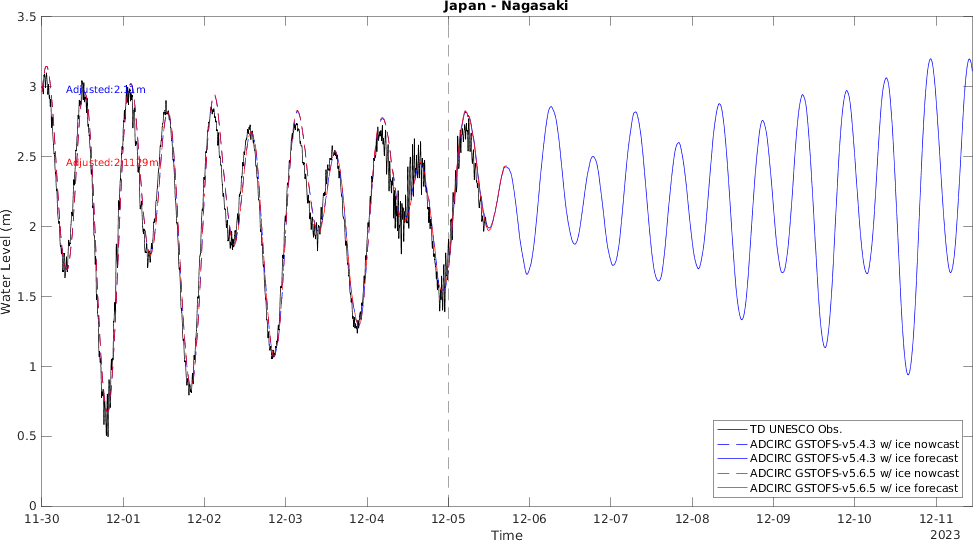 Japan - Nagasaki
3.5
3
2.5
2
1.5
1
0.5
0
Water Level (m)
Adjusted:2.11m
Adjusted:2.1129m
TD UNESCO Obs.
ADCIRC GSTOFS-v5.4.3 w/ ice nowcast
ADCIRC GSTOFS-v5.4.3 w/ ice forecast
ADCIRC GSTOFS-v5.6.5 w/ ice nowcast
ADCIRC GSTOFS-v5.6.5 w/ ice forecast
11-30 12-01 12-02 12-03 12-04 12-05 12-06 12-07 12-08 12-09 12-10 12-11
Time
2023